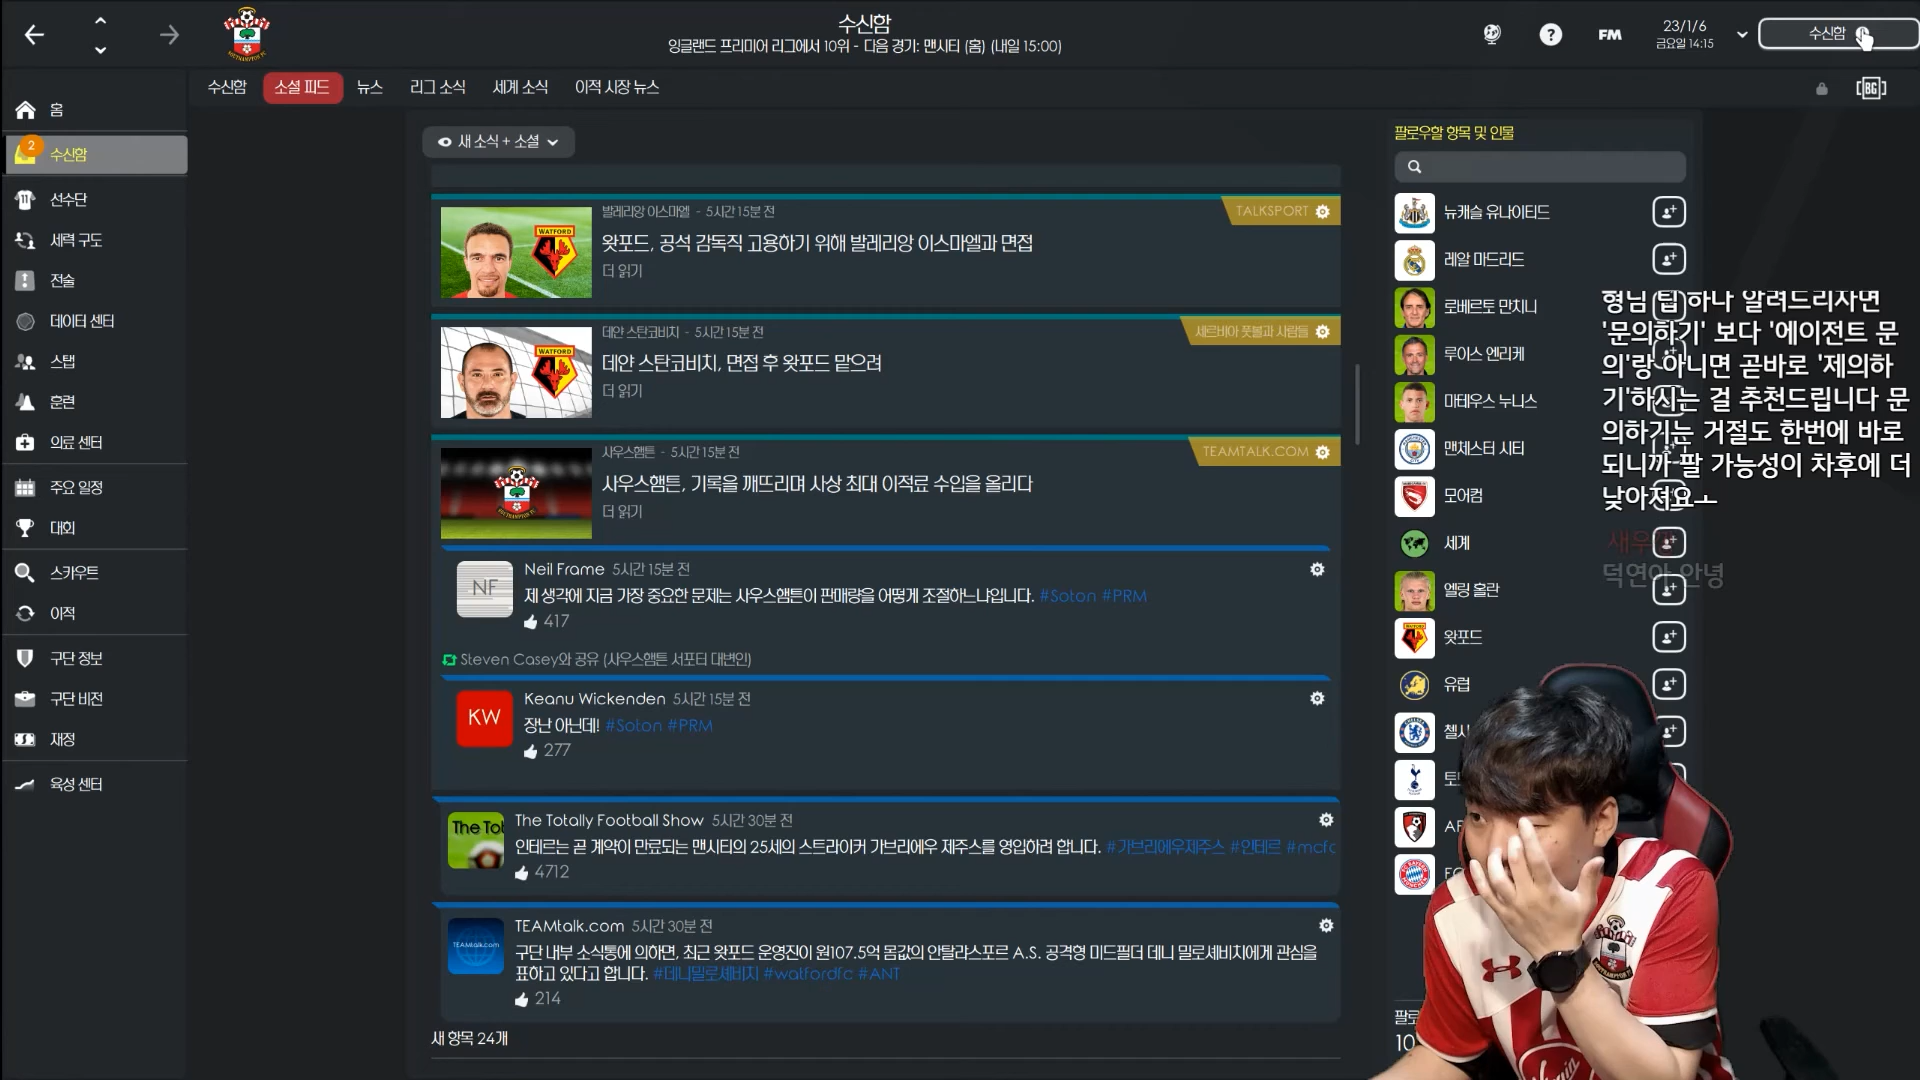 수신함
잉글랜드 프리미어 리그에서 10위 - 다음 경기: 맨시티 (홈) (내일 15:00)
FM
23/1/6
금요일 14:15
수신함
수신함
소셜 피드
뉴스
리그 소식
세계 소식
이적 시장 뉴스
BG
홈
2
수신함
선수단
세력 구도
전술
데이터 센터
스탭
훈련
의료 센터
주요 일정
대회
스카우트
이적
구단 정보
구단 비전
재정
육성 센터
새 소식 + 소셜
발레리앙 이스마엘 - 5시간 15분 전
TALKSPORT
왓포드, 공석 감독직 고용하기 위해 발레리앙 이스마엘과 면접
더 읽기
WATFORD
데얀 스탄코비치 - 5시간 15분 전
세르비아 풋볼과 사람들
데얀 스탄코비치, 면접 후 왓포드 맡으려
더 읽기
WATFORD
사우스햄튼 - 5시간 15분 전
TEAMTALK.COM
사우스햄튼, 기록을 깨뜨리며 사상 최대 이적료 수입을 올리다
더 읽기
NF
Neil Frame 5시간 15분 전
제 생각에 지금 가장 중요한 문제는 사우스햄튼이 판매량을 어떻게 조절하느냐입니다. #Soton #PRM
417
Steven Casey와 공유 (사우스햄튼 서포터 대변인)
KW
Keanu Wickenden 5시간 15분 전
장난 아닌데! #Soton #PRM
277
The Tot
The Totally Football Show 5시간 30분 전
인테르는 곧 계약이 만료되는 맨시티의 25세의 스트라이커 가브리에우 제주스를 영입하려 합니다. #가브리에우제주스 #인테르 #mcfc
4712
TEAMtalk.com
TEAMtalk.com 5시간 30분 전
구단 내부 소식통에 의하면, 최근 왓포드 운영진이 원107.5억 몸값의 안탈라스포르 A.S. 공격형 미드필더 데니 밀로셰비치에게 관심을
표하고 있다고 합니다. #데니밀로셰비치 #watfordfc #ANT
214
새 항목 24개
팔로우할 항목 및 인물
뉴캐슬 유나이티드
레알 마드리드
로베르토 만치니
루이스 엔리케
마테우스 누니스
맨체스터 시티
모어컴
세계
엘링 홀란
왓포드
유럽
첼시
토
AF
FC
팔로
10
형님 팁 하나 알려드리자면
'문의하기' 보다 '에이전트 문
의'랑 아니면 곧바로 '제의하
기'하시는 걸 추천드립니다 문
의하기는 거절도 한번에 바로
되니까 팔 가능성이 차후에 더
낮아져요ㅗ
덕연아 안녕